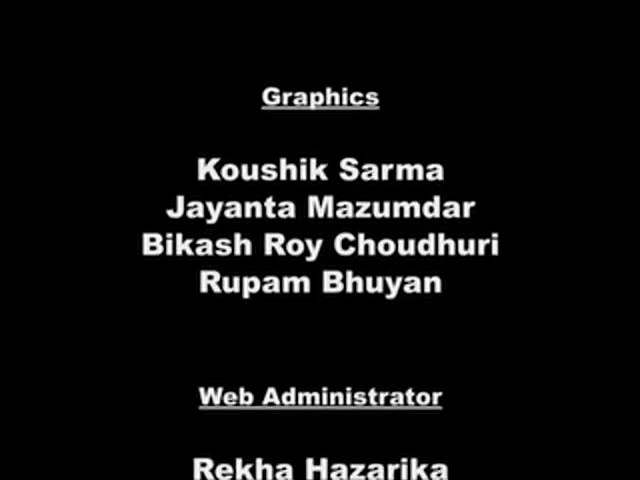 Graphics
Koushik Sarma
Jayanta Mazumdar
Bikash Roy Choudhuri
Rupam Bhuyan
Web Administrator
Rekha Hazarika